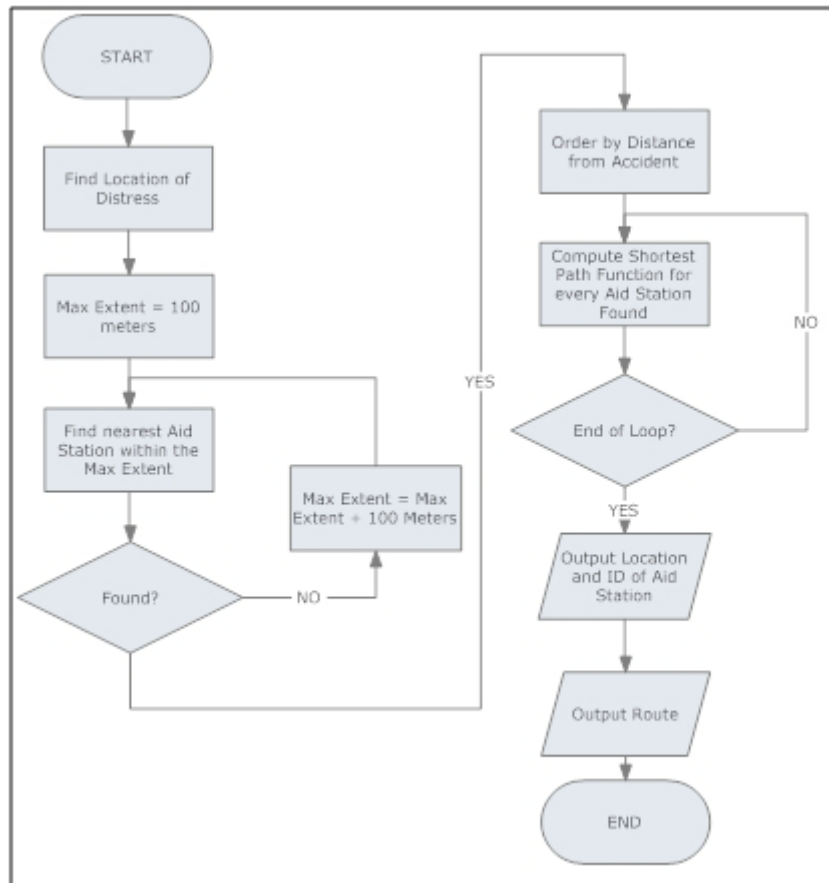 START
Find Location of
Distress
Max Extent = 100
meters
Find nearest Aid
Station within the
Max Extent
Max Extent = Max
Extent + 100 Meters
Found?
NO
YES
Order by Distance
from Accident
Compute Shortest
Path Function for
every Aid Station
Found
NO
End of Loop?
YES
Output Location
and ID of Aid
Station
Output Route
END